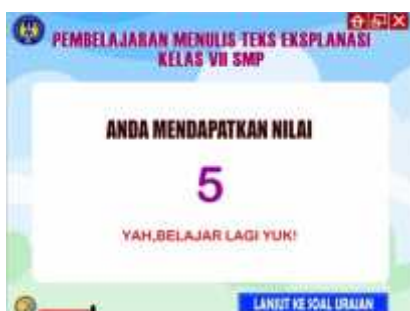 PEMBELAJARAN MENULIS TEKS EKSPLANASI
KELAS VII SMP
ANDA MENDAPATKAN NILAI
5
YAH,BELAJAR LAGI YUK!
LANJUT KE SOAL URAIAN